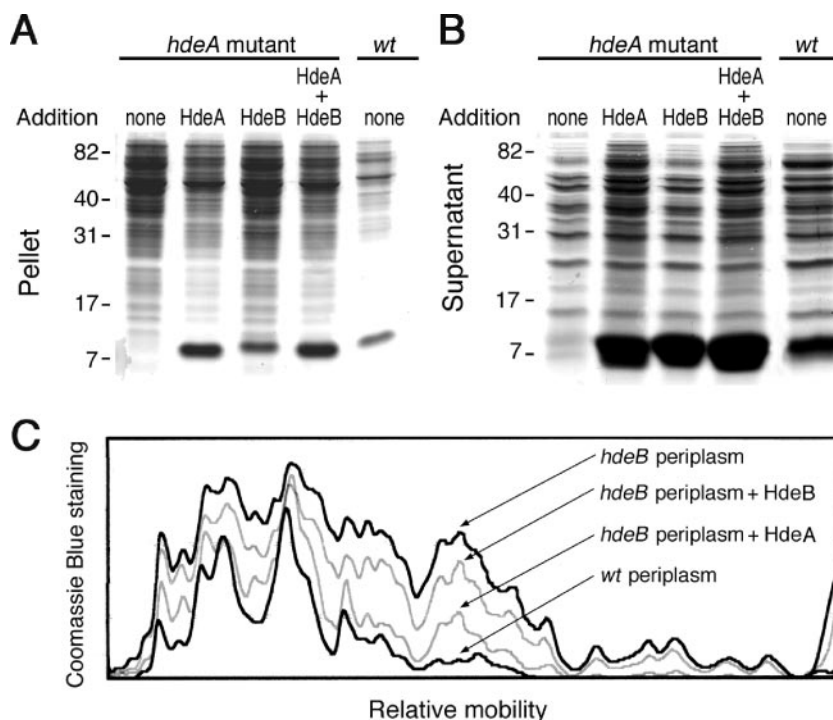 A
hdeA mutant
wt
Addition
none
HdeA
HdeB
HdeA
+
HdeB
none
82 -
40 -
31 -
17 -
7 -
Pellet
B
hdeA mutant
wt
Addition
none
HdeA
HdeB
HdeA
+
HdeB
none
82 -
40 -
31 -
17 -
7 -
Supernatant
C
Coomassie Blue staining
hdeB periplasm
hdeB periplasm + HdeB
hdeB periplasm + HdeA
wt periplasm
Relative mobility